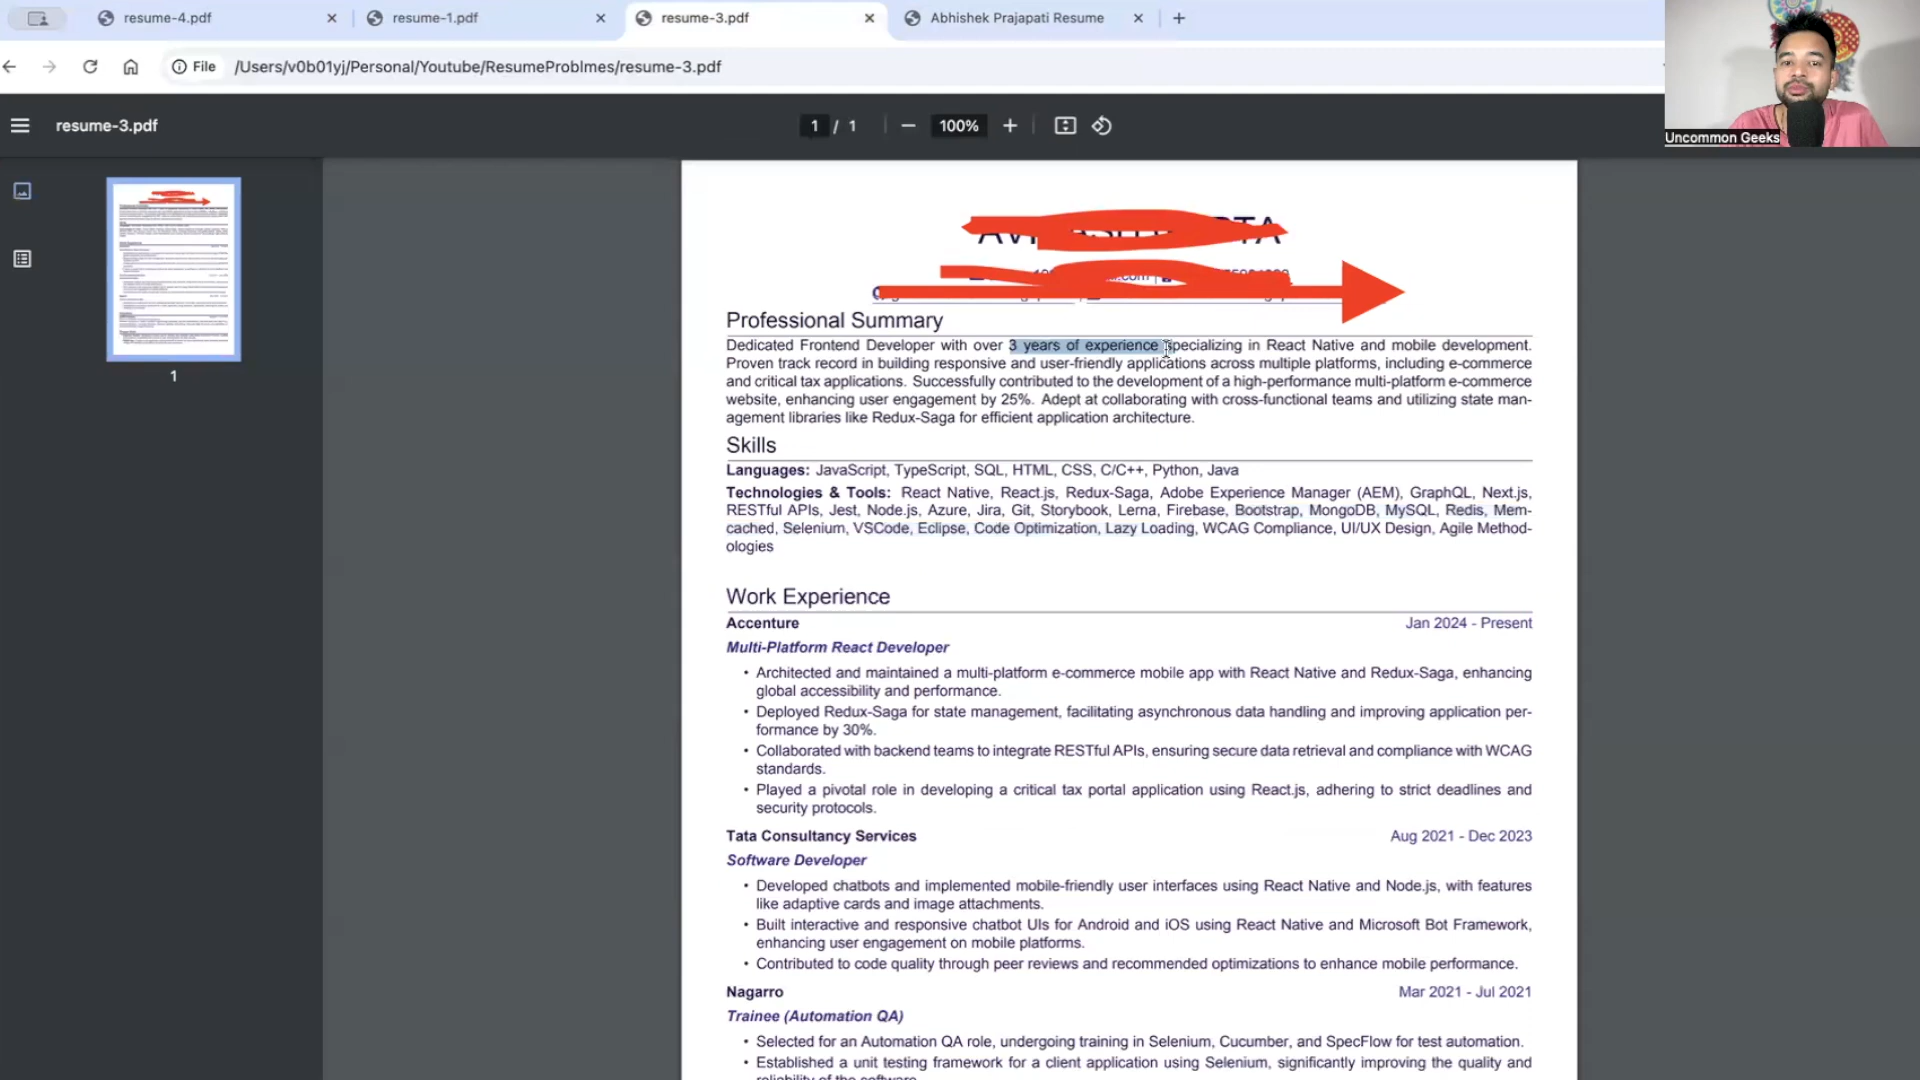 resume-4.pdf
resume-1.pdf
resume-3.pdf
Abhishek Prajapati Resume
File
/Users/v0b01yj/Personal/Youtube/ResumeProblmes/resume-3.pdf
Uncommon Geeks
resume-3.pdf
1 / 1
100%
1
Professional Summary
Dedicated Frontend Developer with over 3 years of experience specializing in React Native and mobile development.
Proven track record in building responsive and user-friendly applications across multiple platforms, including e-commerce
and critical tax applications. Successfully contributed to the development of a high-performance multi-platform e-commerce
website, enhancing user engagement by 25%. Adept at collaborating with cross-functional teams and utilizing state man-
agement libraries like Redux-Saga for efficient application architecture.
Skills
Languages: JavaScript, TypeScript, SQL, HTML, CSS, C/C++, Python, Java
Technologies & Tools: React Native, React.js, Redux-Saga, Adobe Experience Manager (AEM), GraphQL, Next.js,
RESTful APIs, Jest, Node.js, Azure, Jira, Git, Storybook, Lerna, Firebase, Bootstrap, MongoDB, MySQL, Redis, Mem-
cached, Selenium, VSCode, Eclipse, Code Optimization, Lazy Loading, WCAG Compliance, UI/UX Design, Agile Method-
ologies
Work Experience
Accenture Jan 2024 - Present
Multi-Platform React Developer
• Architected and maintained a multi-platform e-commerce mobile app with React Native and Redux-Saga, enhancing
global accessibility and performance.
• Deployed Redux-Saga for state management, facilitating asynchronous data handling and improving application per-
formance by 30%.
• Collaborated with backend teams to integrate RESTful APIs, ensuring secure data retrieval and compliance with WCAG
standards.
• Played a pivotal role in developing a critical tax portal application using React.js, adhering to strict deadlines and
security protocols.
Tata Consultancy Services Aug 2021 - Dec 2023
Software Developer
• Developed chatbots and implemented mobile-friendly user interfaces using React Native and Node.js, with features
like adaptive cards and image attachments.
• Built interactive and responsive chatbot UIs for Android and iOS using React Native and Microsoft Bot Framework,
enhancing user engagement on mobile platforms.
• Contributed to code quality through peer reviews and recommended optimizations to enhance mobile performance.
Nagarro Mar 2021 - Jul 2021
Trainee (Automation QA)
• Selected for an Automation QA role, undergoing training in Selenium, Cucumber, and SpecFlow for test automation.
• Established a unit testing framework for a client application using Selenium, significantly improving the quality and
reliability of the software.